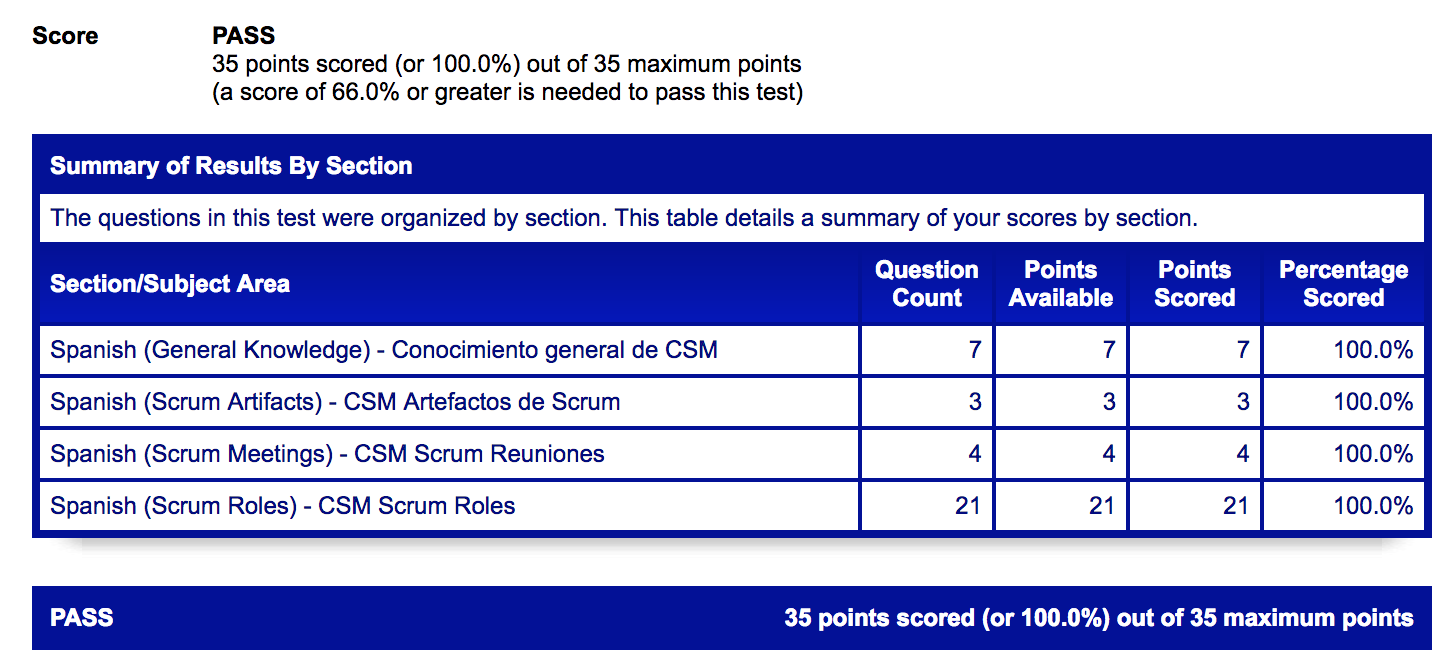 Score PASS
35 points scored (or 100.0%) out of 35 maximum points
(a score of 66.0% or greater is needed to pass this test)
Summary of Results By Section
The questions in this test were organized by section. This table details a summary of your scores by section.
Section/Subject Area Question Count Points Available Points Scored Percentage Scored
Spanish (General Knowledge) - Conocimiento general de CSM 7 7 7 100.0%
Spanish (Scrum Artifacts) - CSM Artefactos de Scrum 3 3 3 100.0%
Spanish (Scrum Meetings) - CSM Scrum Reuniones 4 4 4 100.0%
Spanish (Scrum Roles) - CSM Scrum Roles 21 21 21 100.0%
PASS 35 points scored (or 100.0%) out of 35 maximum points